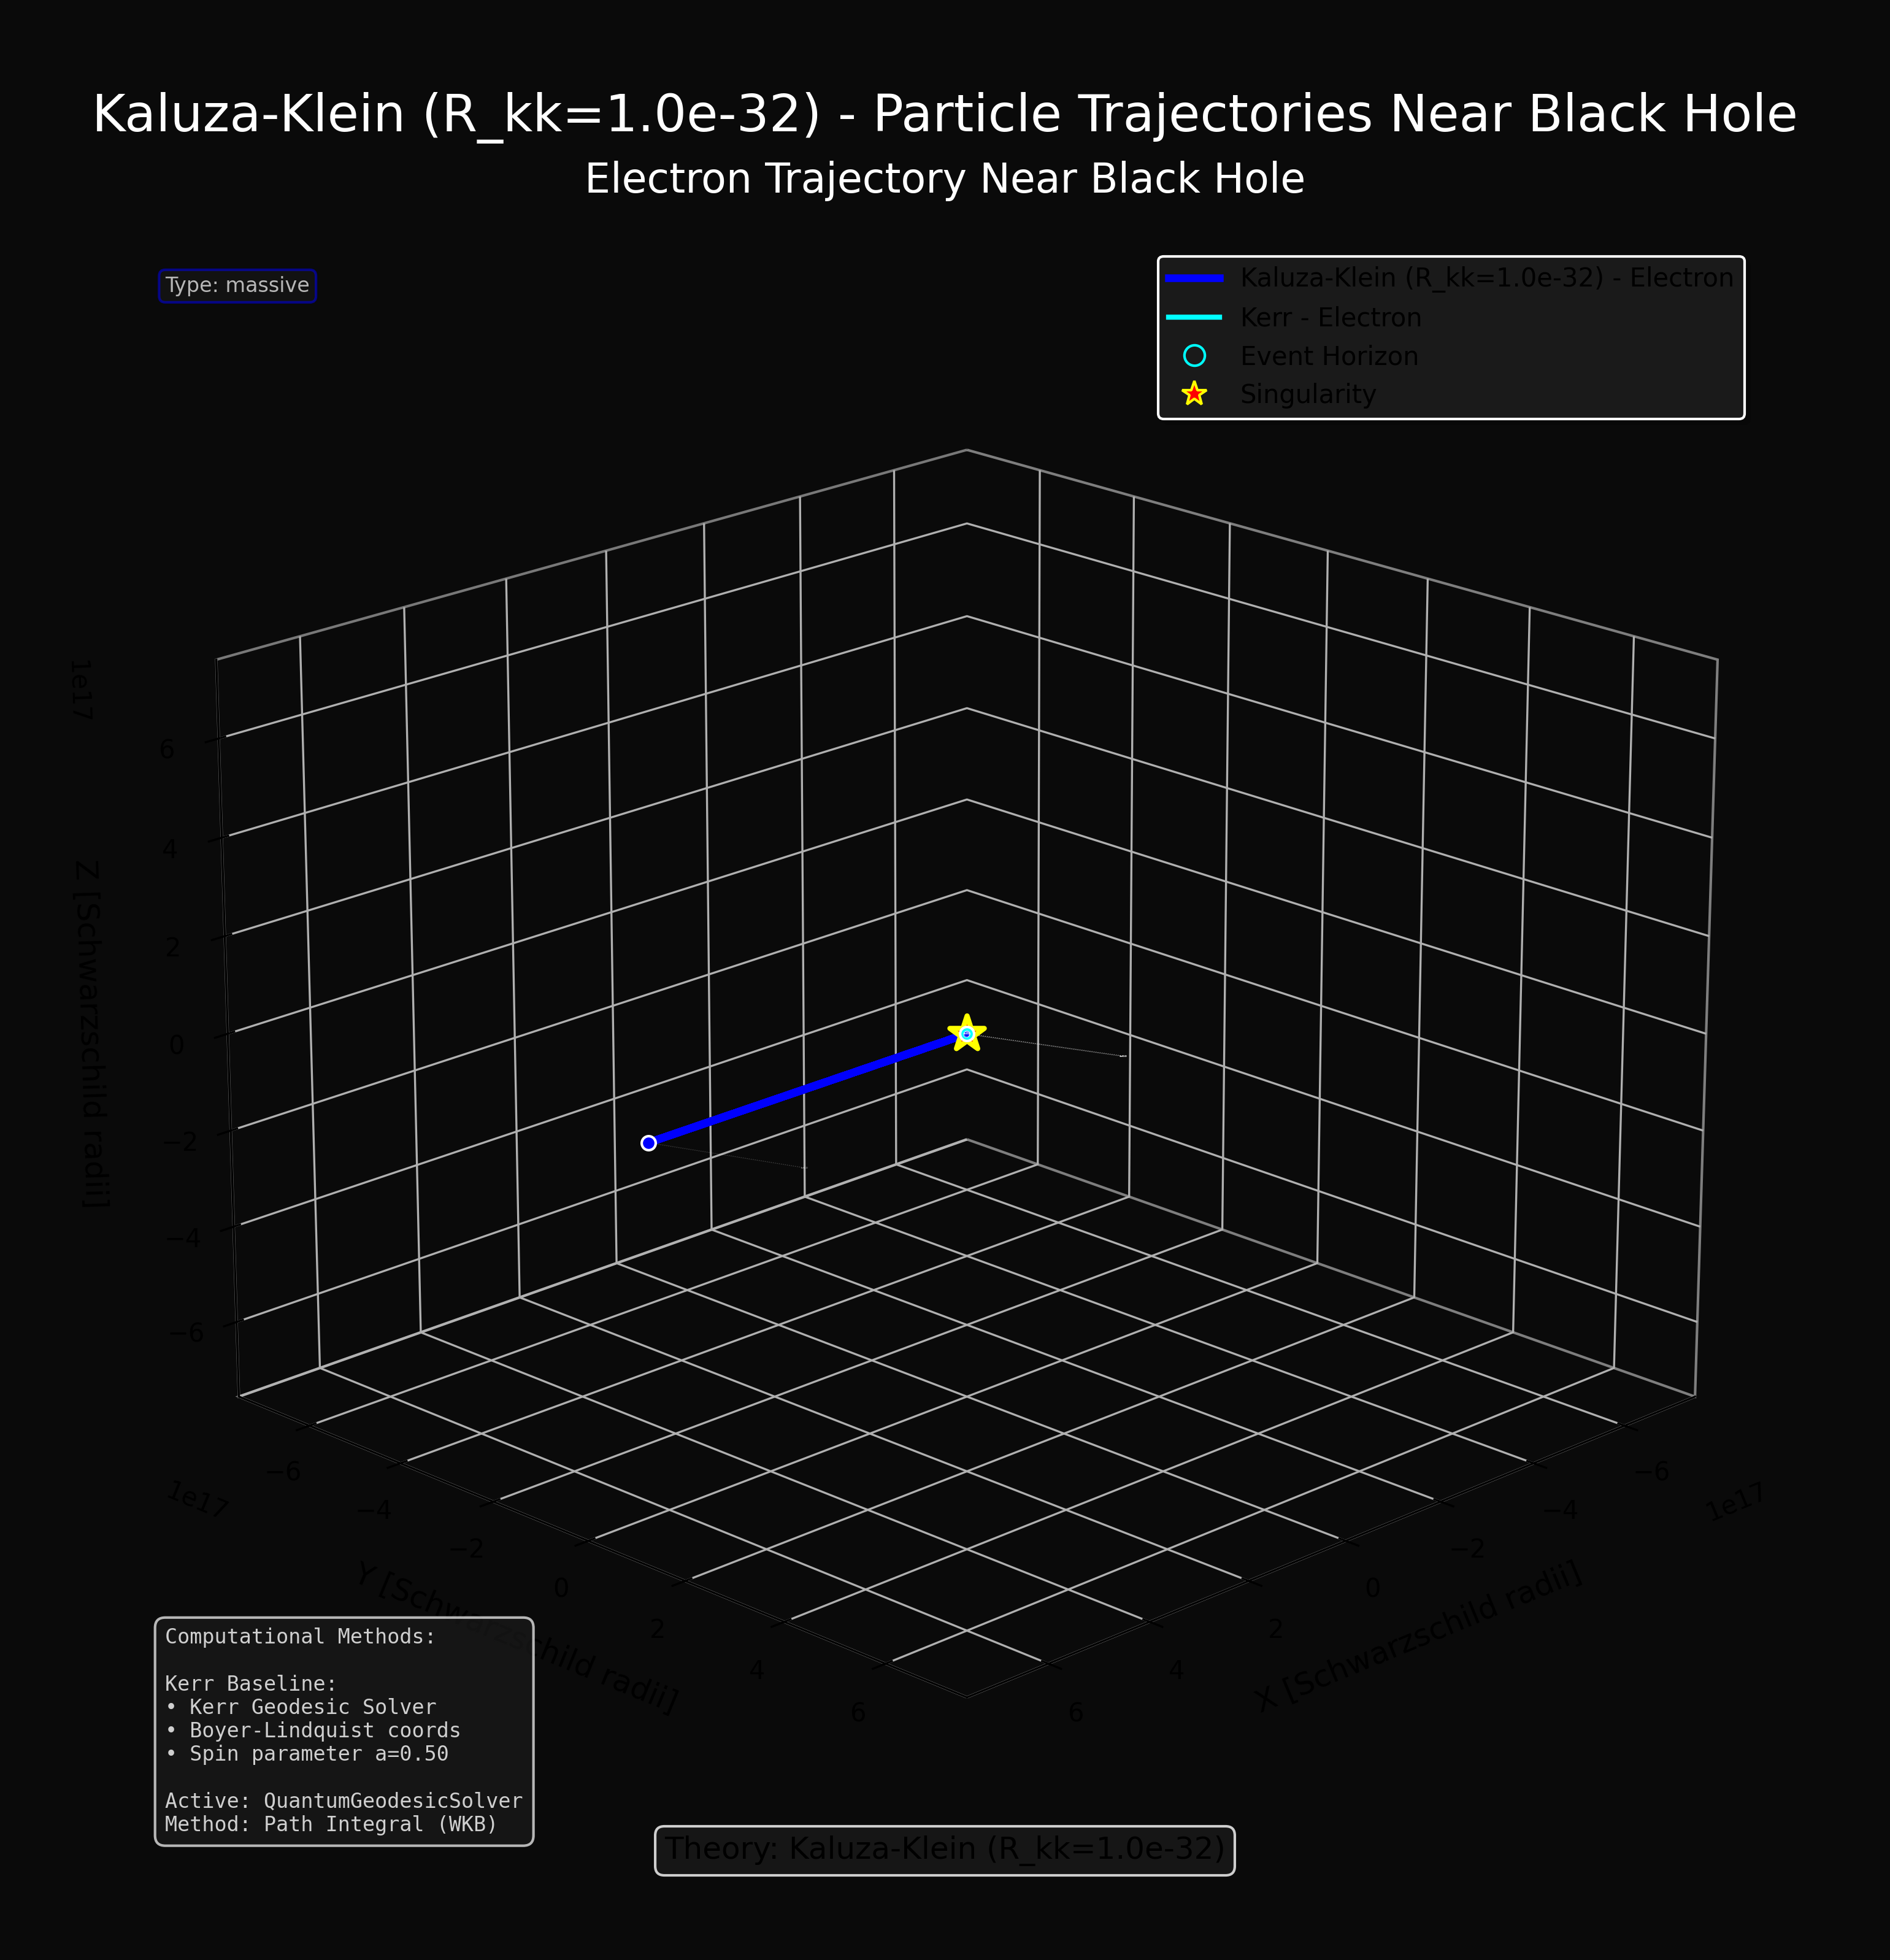 Kaluza-Klein (R_kk=1.0e-32) - Particle Trajectories Near Black Hole
Electron Trajectory Near Black Hole
Type: massive
Kaluza-Klein (R_kk=1.0e-32) - Electron
Kerr - Electron
Event Horizon
Singularity
1e17
6
4
2
0
−2
−4
−6
Z [Schwarzschild radii]
1e17
−6
−4
−2
0
2
4
6
Y [Schwarzschild radii]
6
4
2
0
−2
−4
−6
1e17
X [Schwarzschild radii]
Computational Methods:
Kerr Baseline:
• Kerr Geodesic Solver
• Boyer-Lindquist coords
• Spin parameter a=0.50
Active: QuantumGeodesicSolver
Method: Path Integral (WKB)
Theory: Kaluza-Klein (R_kk=1.0e-32)